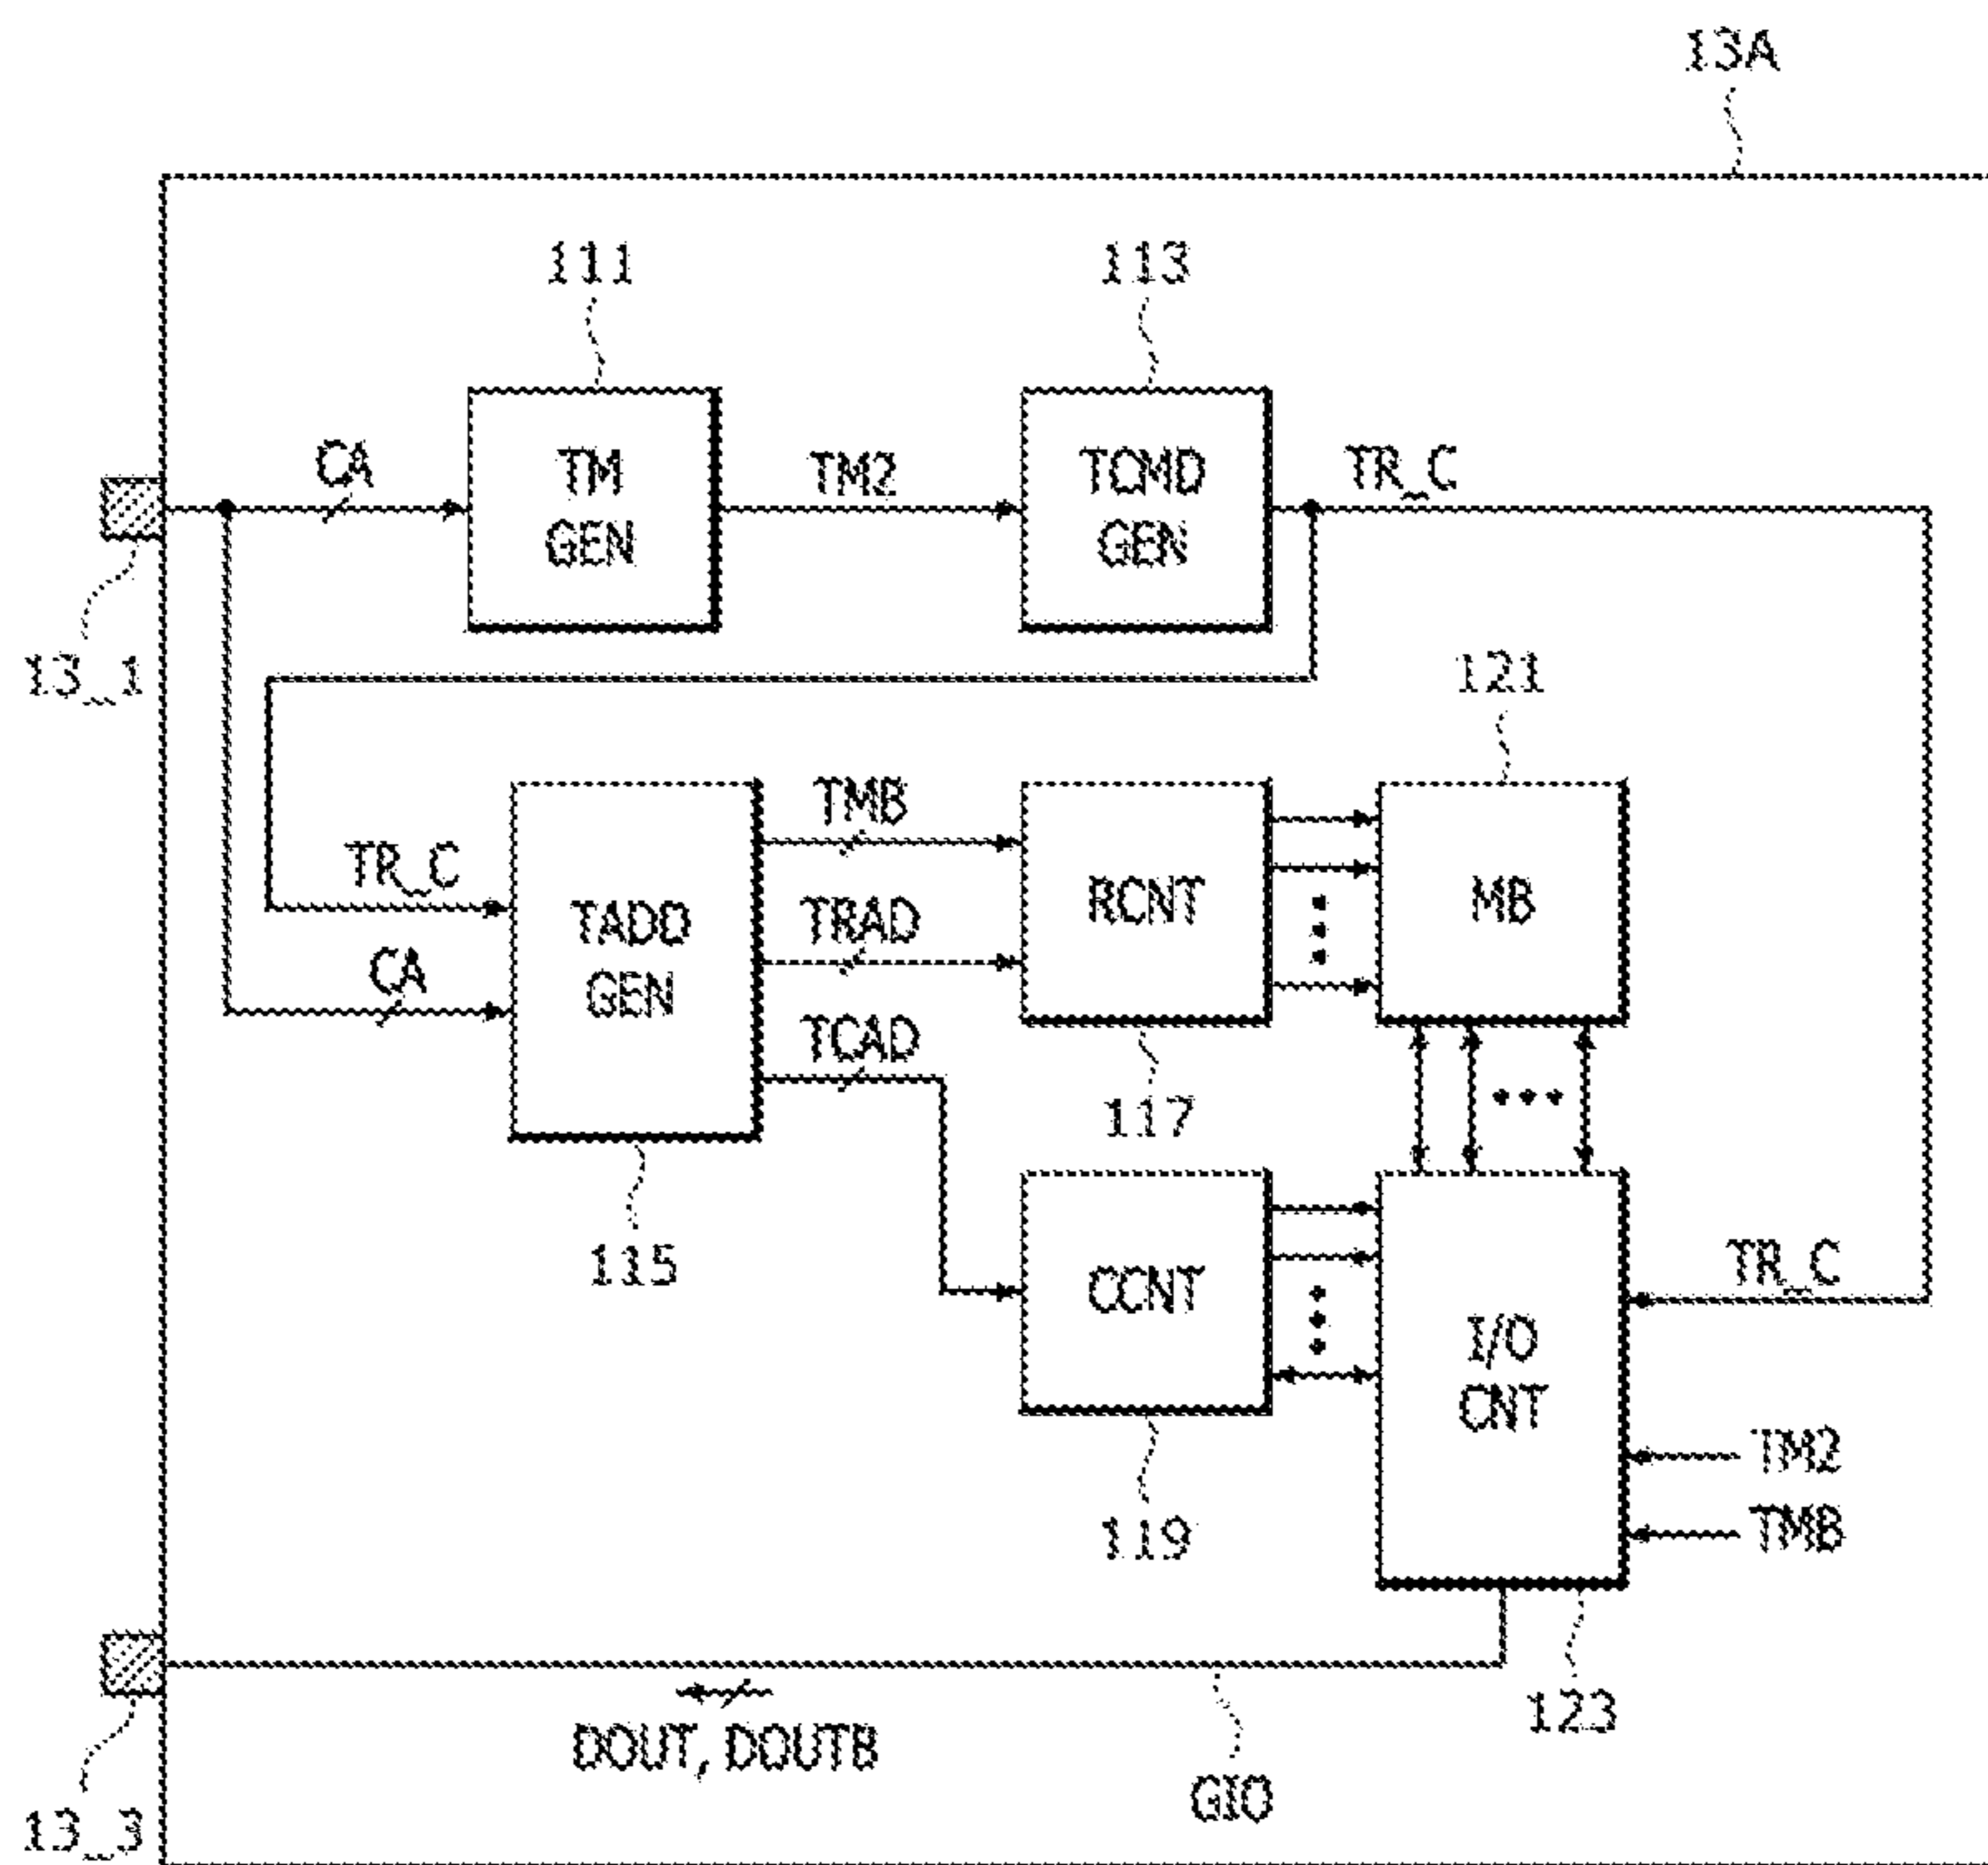 13A
111
113
CA
TM
GEN
TM2
TCMD
GEN
TR_C
13_1
121
TMB
TR_C
TADD
GEN
TRAD
RCNT
MB
CA
TCAD
117
115
CCNT
TR_C
I/O
CNT
TM2
119
TMB
123
DOUT, DOUTB
GIO
13_3